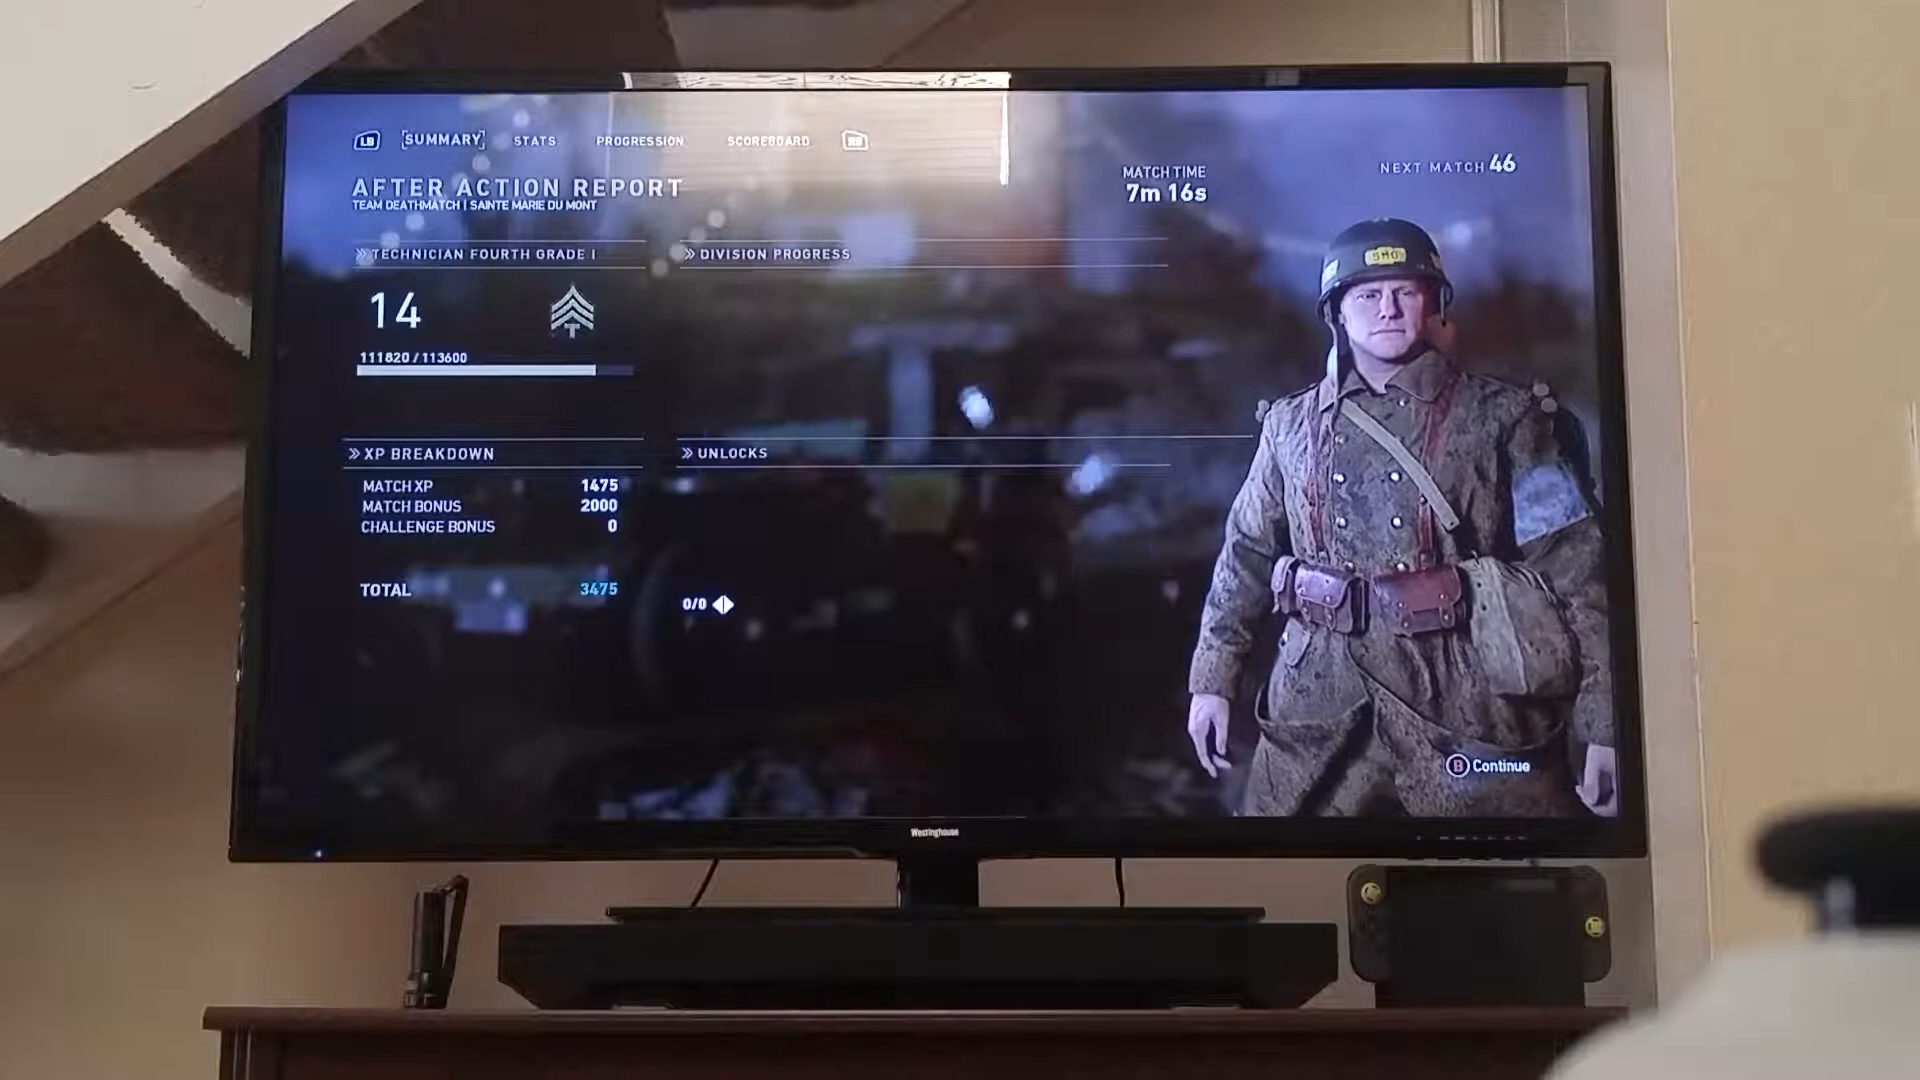 LB [SUMMARY] STATS PROGRESSION SCOREBOARD RB
MATCH TIME
7m 16s
NEXT MATCH 46
AFTER ACTION REPORT
TEAM DEATHMATCH | SAINTE MARIE DU MONT
TECHNICIAN FOURTH GRADE I
DIVISION PROGRESS
14
T
111820 / 113600
XP BREAKDOWN
UNLOCKS
MATCH XP 1475
MATCH BONUS 2000
CHALLENGE BONUS 0
TOTAL 3475
0/0
B Continue
Westinghouse